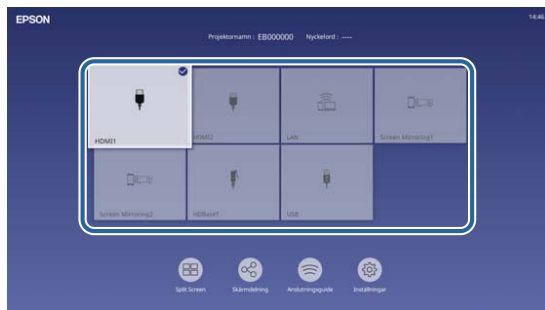 EPSON
14:46
Projektornamn : EB000000 Nyckelord : ----
HDMI1 HDMI2 LAN Screen Mirroring1
Screen Mirroring2 HDBaseT USB
Split Screen Skärmdelning Anslutningsguide Inställningar